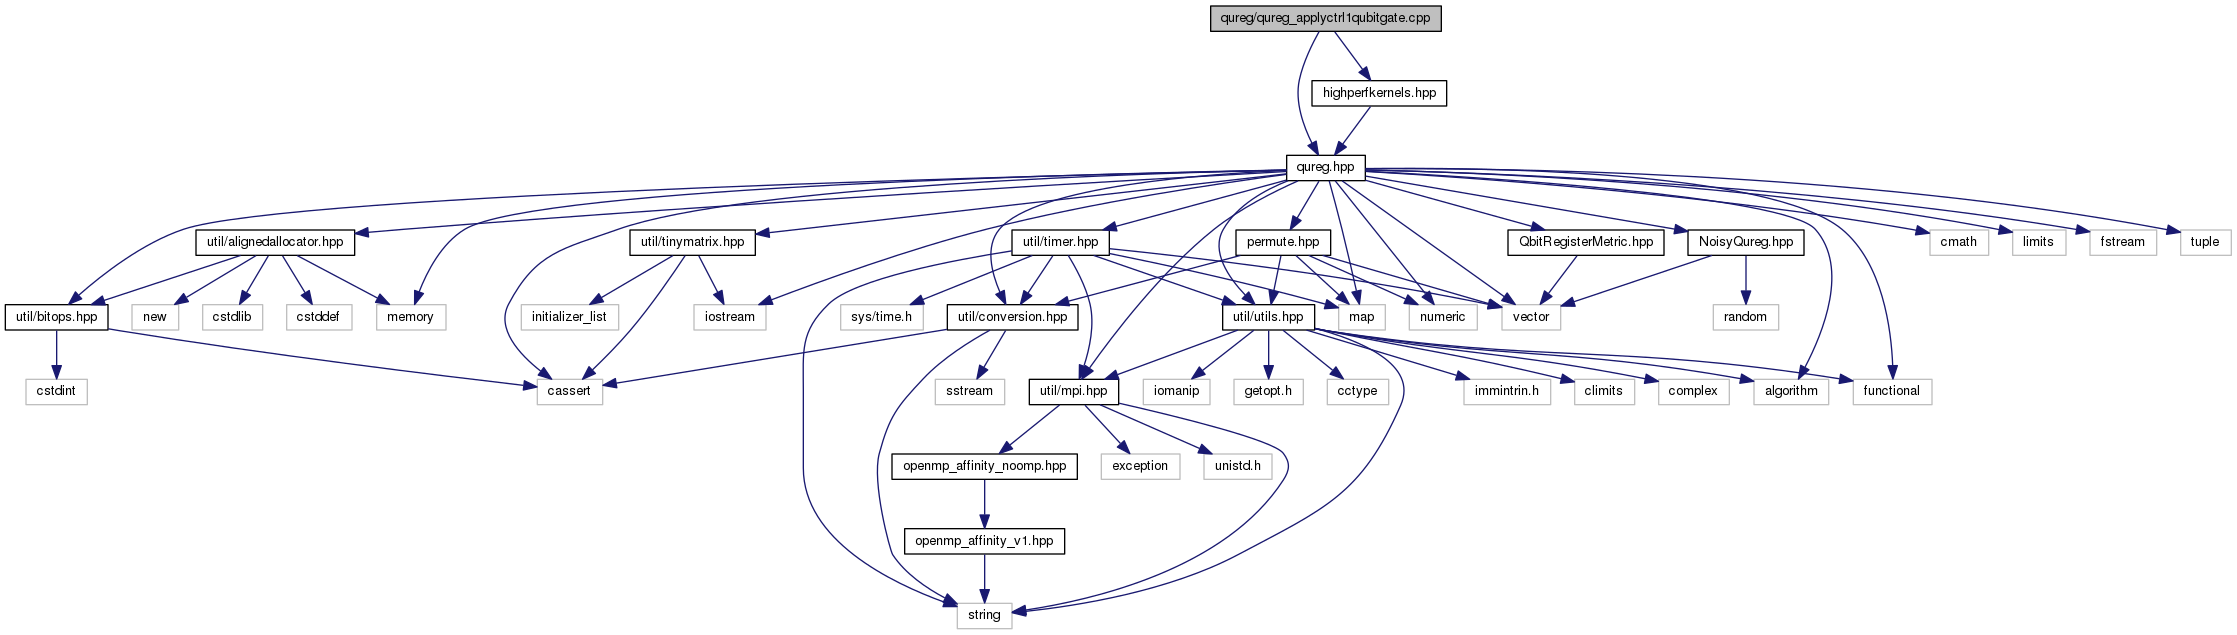 qureg/qureg_applyctrl1qubitgate.cpp
highperfkernels.hpp
qureg.hpp
util/alignedallocator.hpp
util/tinymatrix.hpp
util/timer.hpp
permute.hpp
QbitRegisterMetric.hpp
NoisyQureg.hpp
cmath
limits
fstream
tuple
util/bitops.hpp
new
cstdlib
cstddef
memory
initializer_list
iostream
sys/time.h
util/conversion.hpp
util/utils.hpp
map
numeric
vector
random
cstdint
cassert
sstream
util/mpi.hpp
iomanip
getopt.h
cctype
immintrin.h
climits
complex
algorithm
functional
openmp_affinity_noomp.hpp
exception
unistd.h
openmp_affinity_v1.hpp
string